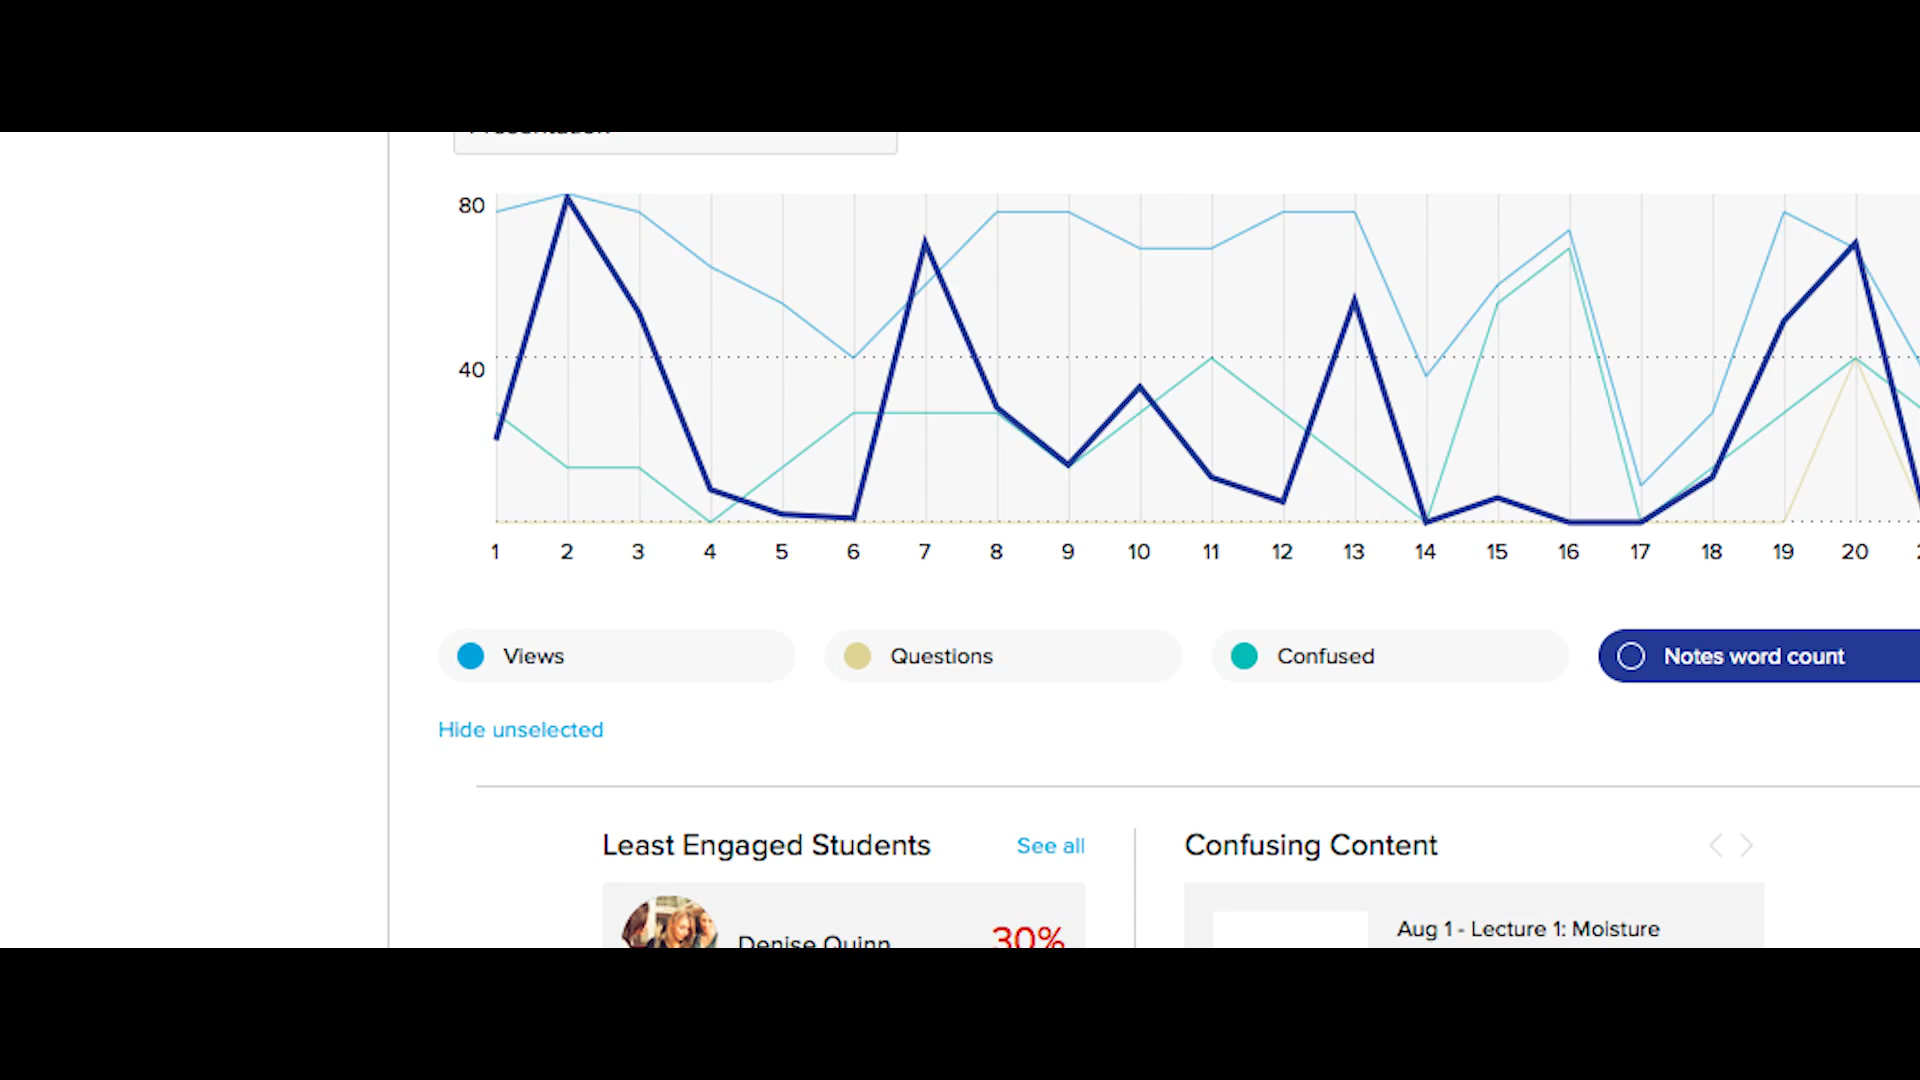 80
40
1 2 3 4 5 6 7 8 9 10 11 12 13 14 15 16 17 18 19 20
Views Questions Confused Notes word count
Hide unselected
Least Engaged Students See all
Confusing Content
Denise Quinn 30%
Aug 1 - Lecture 1: Moisture